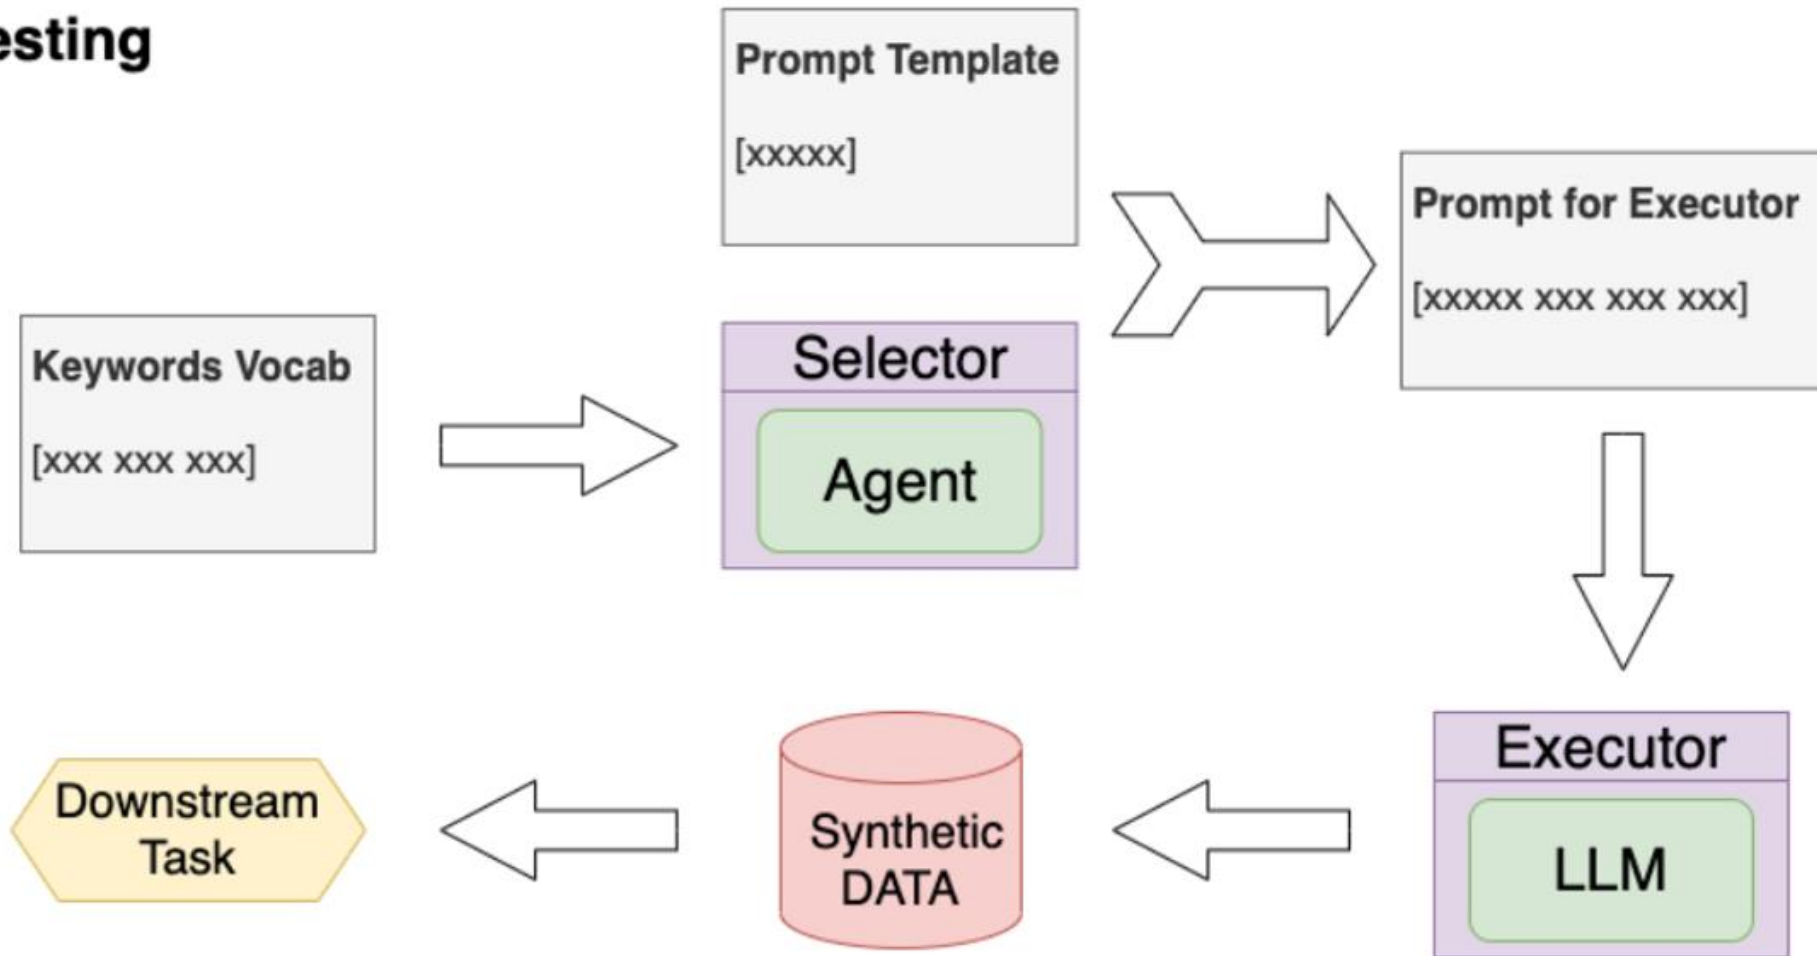 esting
Prompt Template
[xxxxx]
Prompt for Executor
[xxxxx xxx xxx xxx]
Keywords Vocab
[xxx xxx xxx]
Selector
Agent
Executor
LLM
Synthetic
DATA
Downstream
Task